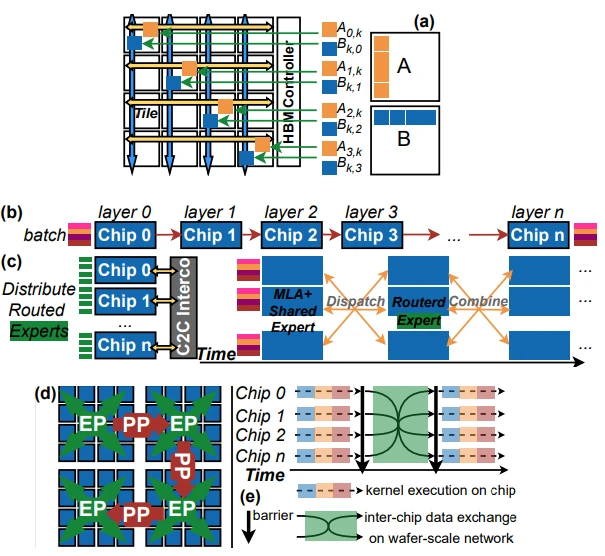 (a)
A0,k
Bk,0
A1,k
Bk,1
A2,k
Bk,2
A3,k
Bk,3
A
B
Tile
HBM Controller
(b)
layer 0 layer 1 layer 2 layer 3 layer n
batch Chip 0 Chip 1 Chip 2 Chip 3 ... Chip n
(c)
Distribute
Routed
Experts
Chip 0
Chip 1
...
Chip n
C2C Interco
MLA+
Shared
Expert
Dispatch
Routerd
Expert
Combine
...
...
...
Time
(d)
EP PP EP
PP
EP PP EP
Chip 0
Chip 1
Chip 2
Chip n
Time
(e)
kernel execution on chip
barrier
inter-chip data exchange
on wafer-scale network